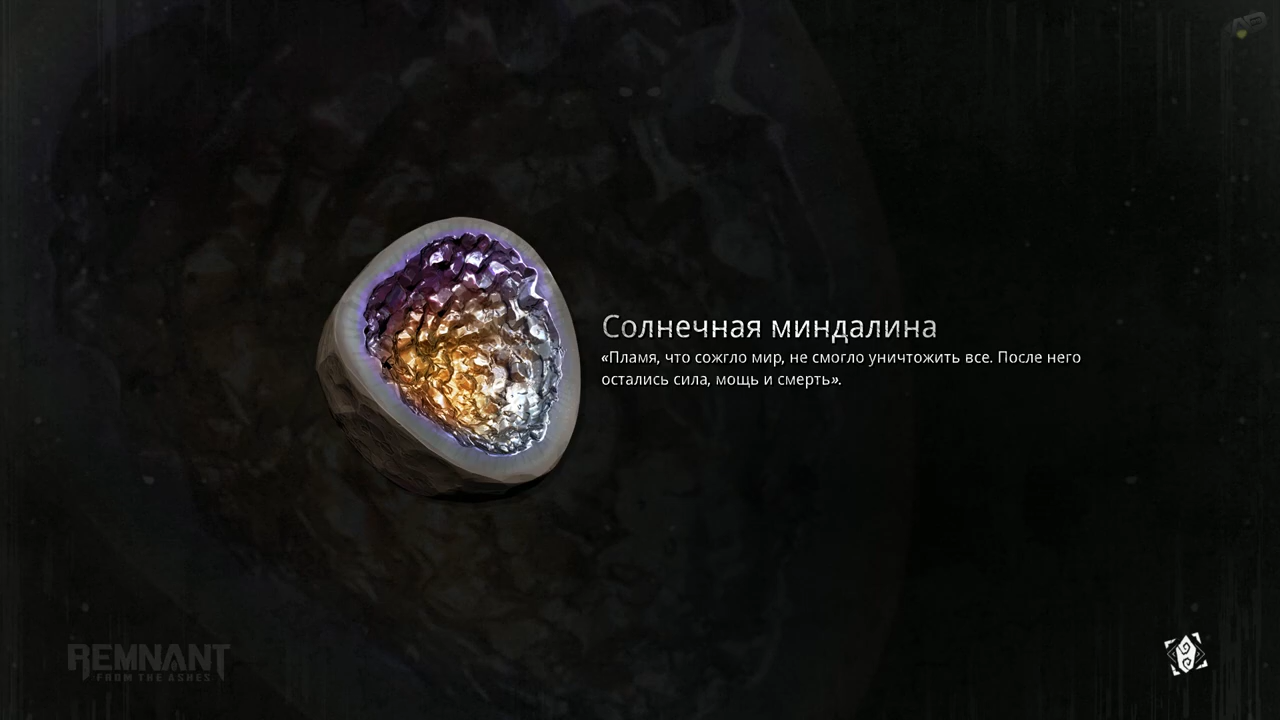 Солнечная миндалина
«Пламя, что сожгло мир, не смогло уничтожить все. После него
остались сила, мощь и смерть».
REMNANT
FROM THE ASHES